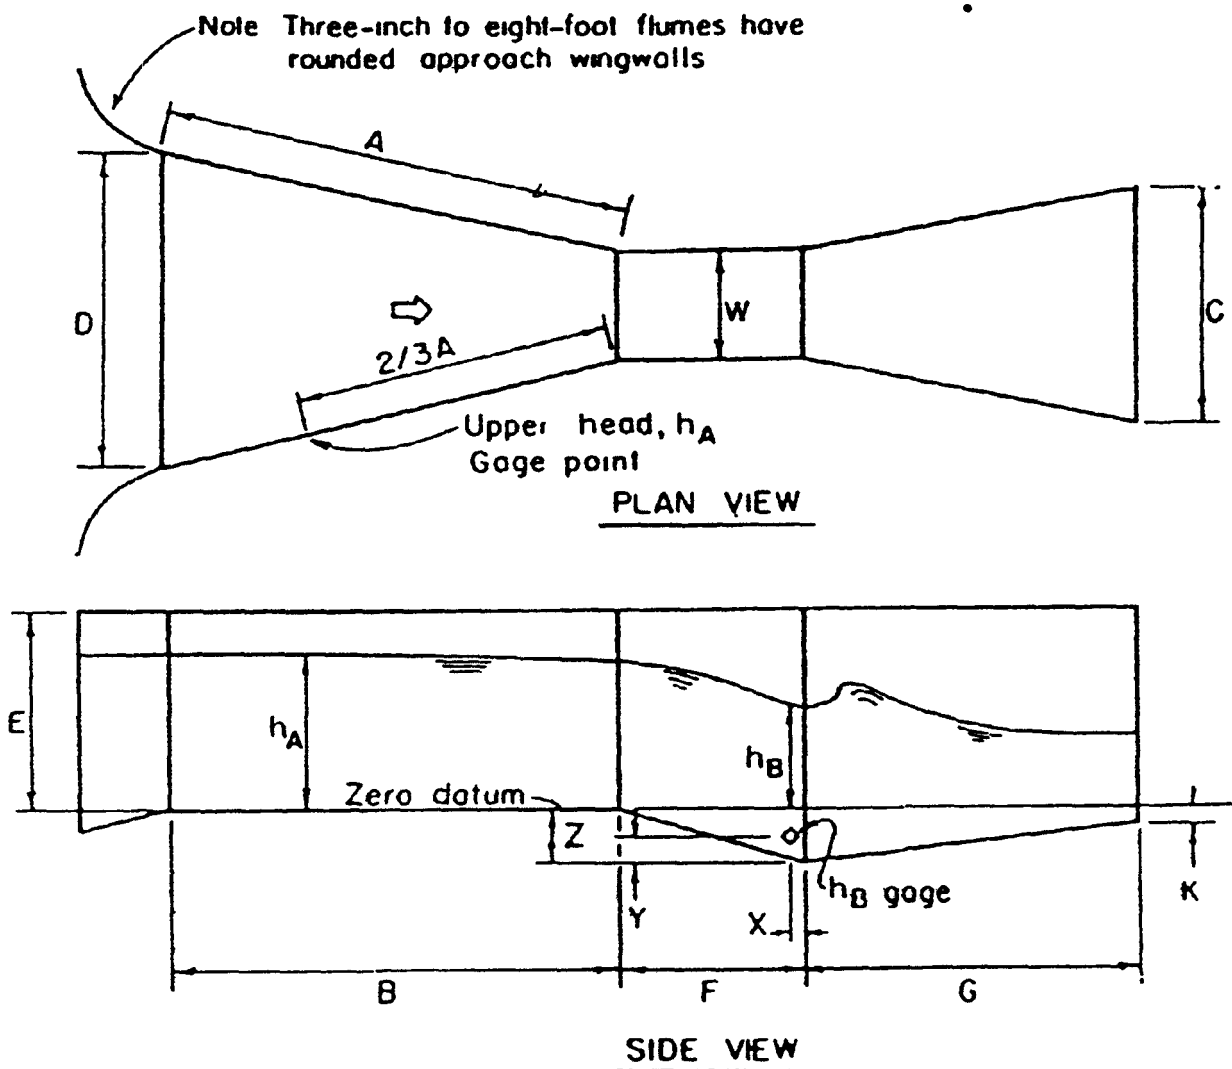 Note Three-inch to eight-foot flumes have
rounded approach wingwalls
A
D
W
C
2/3A
Upper head, hA
Gage point
PLAN VIEW
E
hA
hB
Zero datum
Z
Y
X
hB gage
K
B
F
G
SIDE VIEW